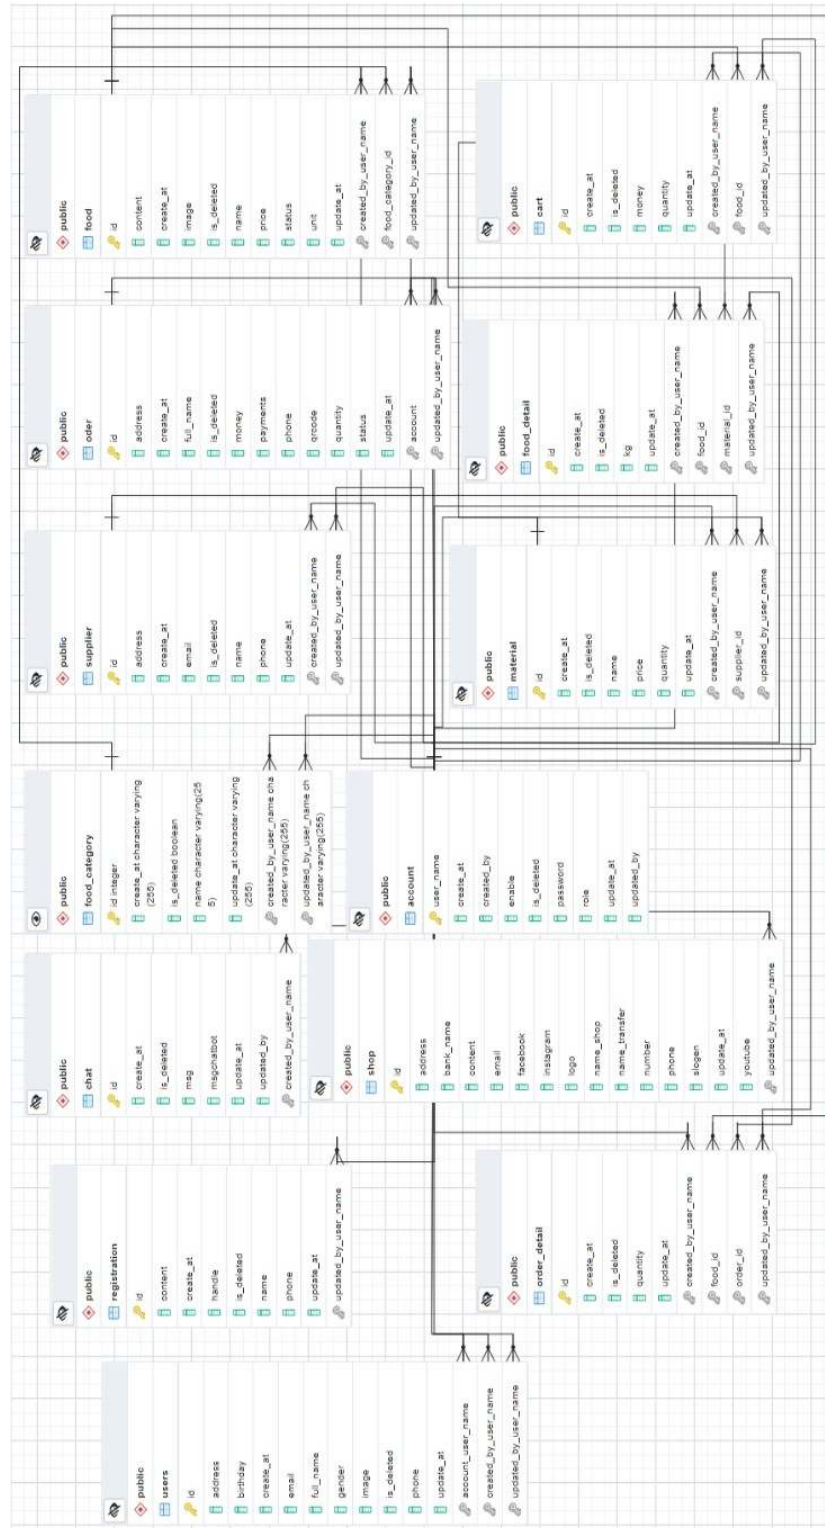 public
food
id
content
create_at
image
is_deleted
name
price
status
unit
update_at
created_by_user_name
food_category_id
updated_by_user_name
public
cart
id
create_at
is_deleted
money
quantity
update_at
created_by_user_name
food_id
updated_by_user_name
public
oder
id
address
create_at
full_name
is_deleted
money
payments
phone
qrcode
quantity
status
update_at
account
updated_by_user_name
public
food_detail
id
create_at
is_deleted
kg
update_at
created_by_user_name
food_id
material_id
updated_by_user_name
public
supplier
id
address
create_at
email
is_deleted
name
phone
update_at
created_by_user_name
updated_by_user_name
public
material
id
create_at
is_deleted
name
price
quantity
update_at
created_by_user_name
supplier_id
updated_by_user_name
public
food_category
id integer
create_at character varying
(255)
is_deleted boolean
name character varying(25
5)
update_at character varying
(255)
created_by_user_name cha
racter varying(255)
updated_by_user_name ch
aracter varying(255)
public
account
user_name
create_at
created_by
enable
is_deleted
password
role
update_at
updated_by
public
chat
id
create_at
is_deleted
msg
msgchatbot
update_at
updated_by
created_by_user_name
public
shop
id
address
bank_name
content
email
facebook
instagram
logo
name_shop
name_transfer
number
phone
slogen
update_at
youtube
updated_by_user_name
public
registration
id
content
create_at
handle
is_deleted
name
phone
update_at
updated_by_user_name
public
order_detail
id
create_at
is_deleted
quantity
update_at
created_by_user_name
food_id
order_id
updated_by_user_name
public
users
id
address
birthday
create_at
email
full_name
gender
image
is_deleted
phone
update_at
account_user_name
created_by_user_name
updated_by_user_name